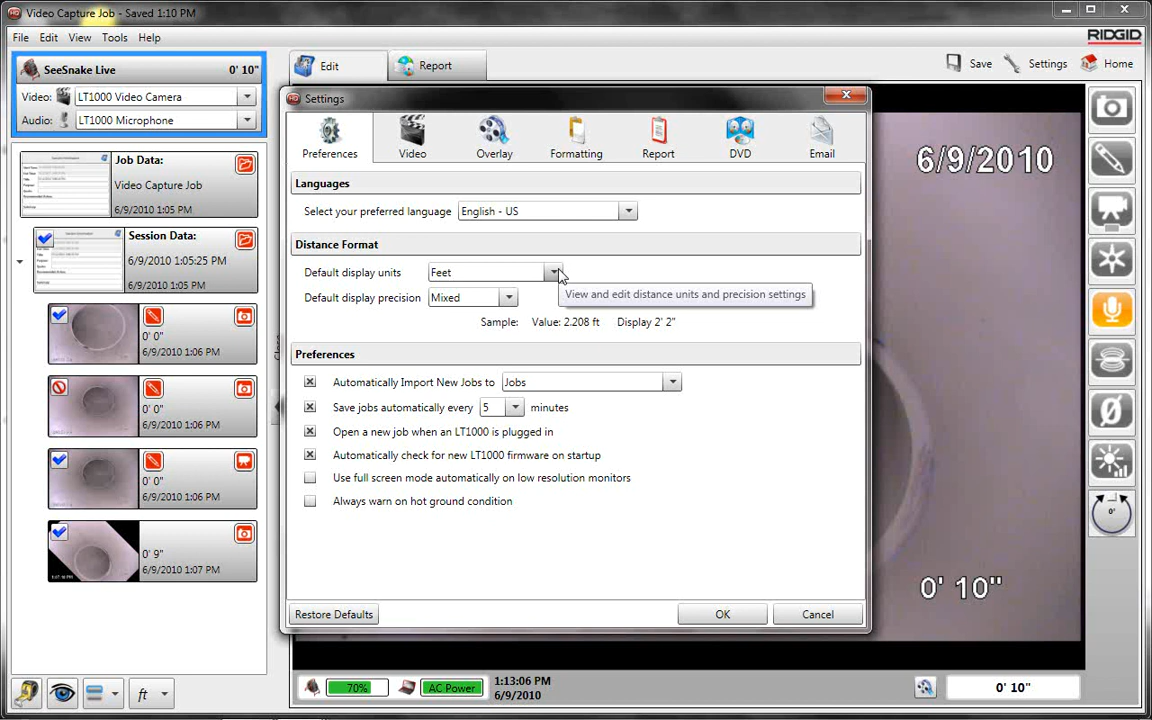 Video Capture Job - Saved 1:10 PM
File Edit View Tools Help
RIDGID
SeeSnake Live 0' 10"
Video: LT1000 Video Camera
Audio: LT1000 Microphone
Edit Report
Save Settings Home
Job Data:
Video Capture Job
6/9/2010 1:05 PM
Session Data:
6/9/2010 1:05:25 PM
0' 0"
6/9/2010 1:06 PM
0' 0"
6/9/2010 1:06 PM
0' 0"
6/9/2010 1:06 PM
0' 9"
6/9/2010 1:07 PM
ft
Settings
Preferences Video Overlay Formatting Report DVD Email
Languages
Select your preferred language English - US
Distance Format
Default display units Feet
View and edit distance units and precision settings
Default display precision Mixed
Sample: Value: 2.208 ft Display 2' 2"
Preferences
Automatically Import New Jobs to Jobs
Save jobs automatically every 5 minutes
Open a new job when an LT1000 is plugged in
Automatically check for new LT1000 firmware on startup
Use full screen mode automatically on low resolution monitors
Always warn on hot ground condition
Restore Defaults OK Cancel
6/9/2010
0' 10"
0°
70% AC Power
1:13:06 PM
6/9/2010
0' 10"